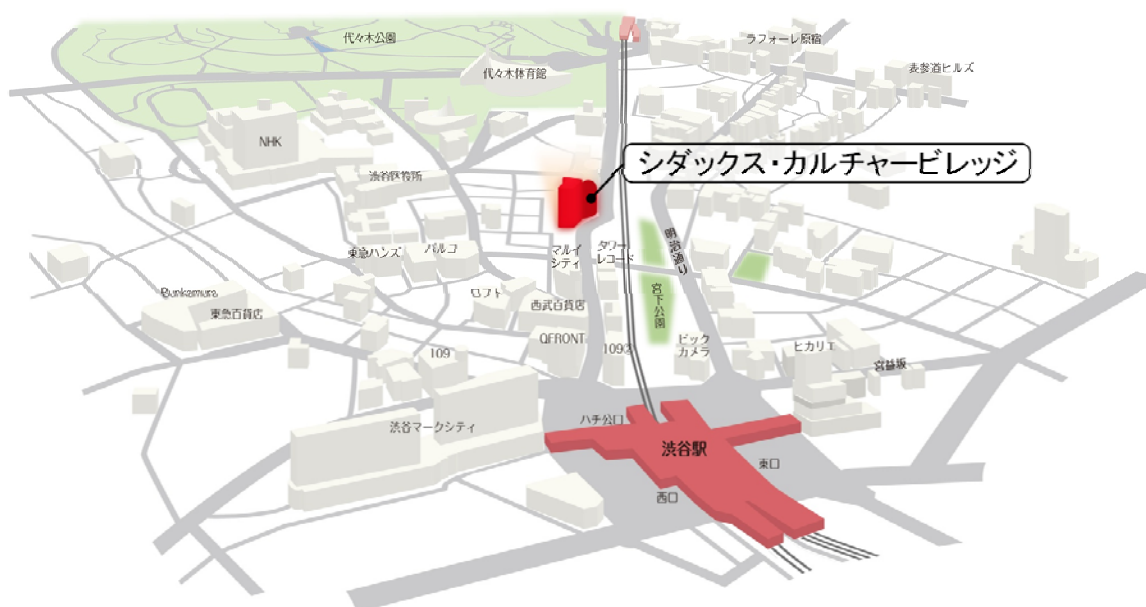 代々木公園
ラフォーレ原宿
表参道ヒルズ
代々木体育館
NHK
シダックス・カルチャービレッジ
渋谷区役所
明治通り
東急ハンズ
パルコ
マルイ
シティ
タワー
レコード
Bunkamura
東急百貨店
ロフト
西武百貨店
宮下公園
QFRONT
109
109②
ビック
カメラ
ヒカリエ
宮益坂
渋谷マークシティ
ハチ公口
渋谷駅
東口
西口